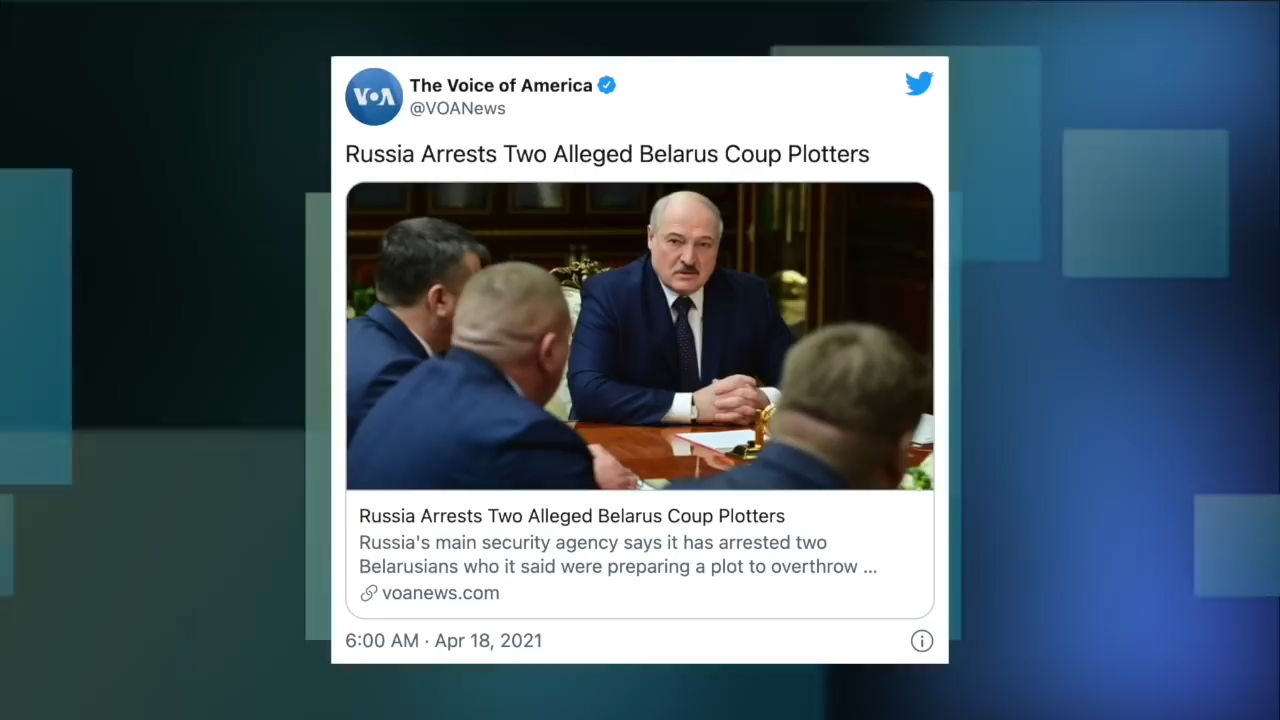 VOA
The Voice of America
@VOANews
Russia Arrests Two Alleged Belarus Coup Plotters
Russia Arrests Two Alleged Belarus Coup Plotters
Russia's main security agency says it has arrested two
Belarusians who it said were preparing a plot to overthrow ...
voanews.com
6:00 AM · Apr 18, 2021